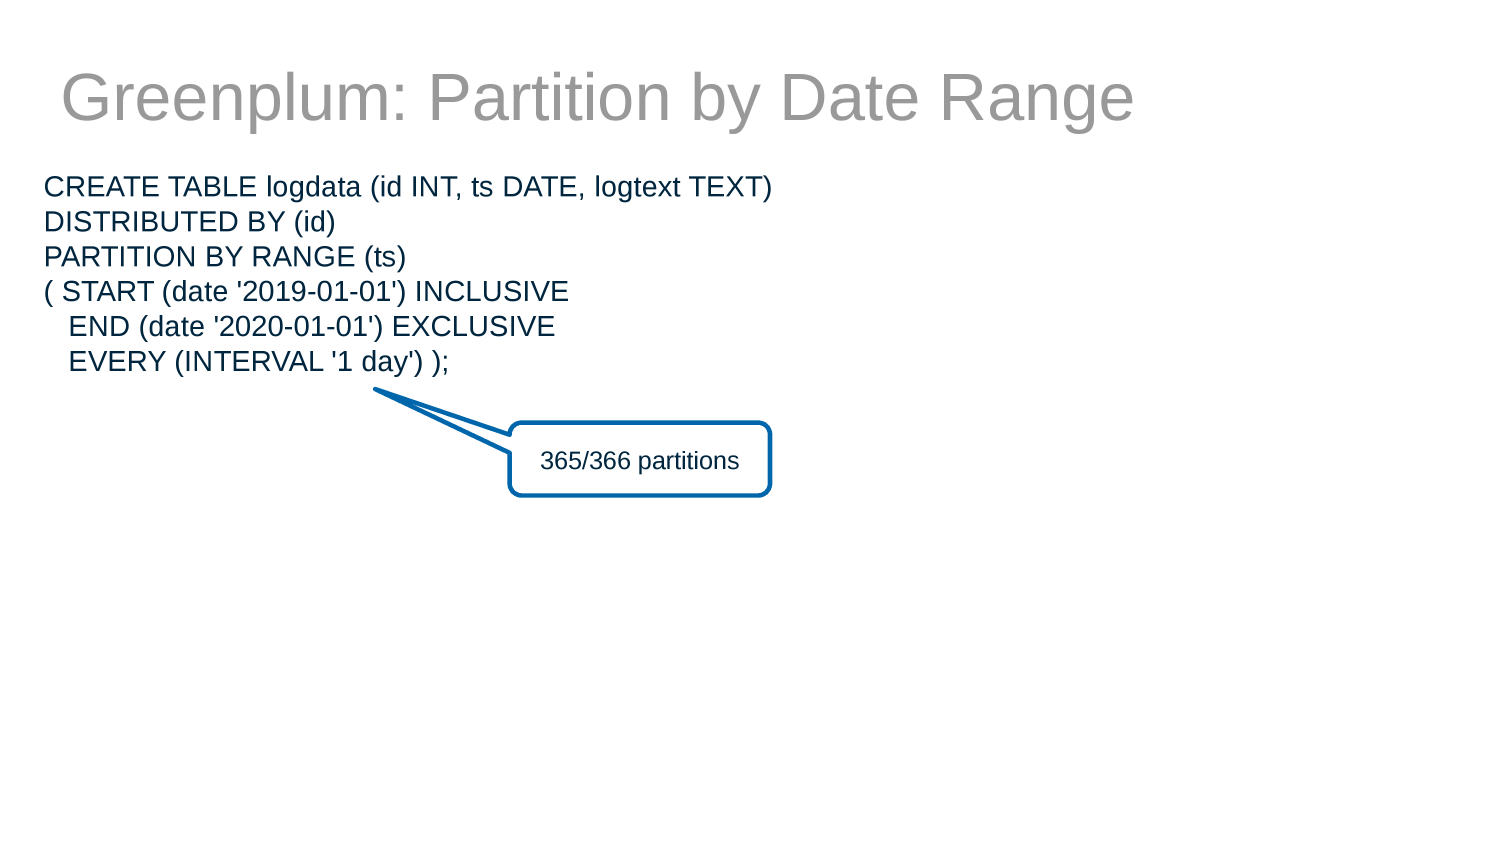 Greenplum: Partition by Date Range
CREATE TABLE logdata (id INT, ts DATE, logtext TEXT)
DISTRIBUTED BY (id)
PARTITION BY RANGE (ts)
( START (date '2019-01-01') INCLUSIVE
END (date '2020-01-01') EXCLUSIVE
EVERY (INTERVAL '1 day') );
365/366 partitions